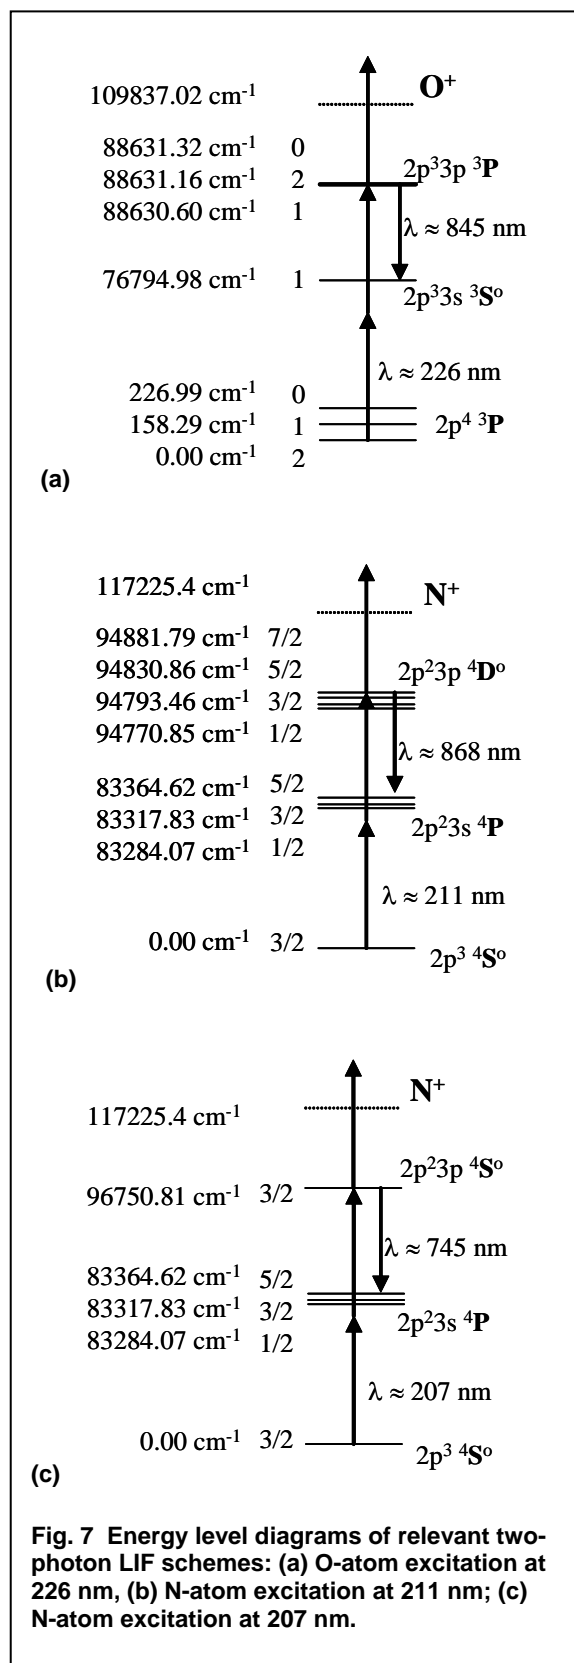 109837.02 cm⁻¹ O⁺
88631.32 cm⁻¹ 0
88631.16 cm⁻¹ 2 2p³3p ³P
88630.60 cm⁻¹ 1
λ ≈ 845 nm
76794.98 cm⁻¹ 1 2p³3s ³Sᵒ
λ ≈ 226 nm
226.99 cm⁻¹ 0
158.29 cm⁻¹ 1 2p⁴ ³P
0.00 cm⁻¹ 2
(a)
117225.4 cm⁻¹ N⁺
94881.79 cm⁻¹ 7/2
94830.86 cm⁻¹ 5/2 2p²3p ⁴Dᵒ
94793.46 cm⁻¹ 3/2
94770.85 cm⁻¹ 1/2
λ ≈ 868 nm
83364.62 cm⁻¹ 5/2
83317.83 cm⁻¹ 3/2 2p²3s ⁴P
83284.07 cm⁻¹ 1/2
λ ≈ 211 nm
0.00 cm⁻¹ 3/2 2p³ ⁴Sᵒ
(b)
117225.4 cm⁻¹ N⁺
2p²3p ⁴Sᵒ
96750.81 cm⁻¹ 3/2
λ ≈ 745 nm
83364.62 cm⁻¹ 5/2
83317.83 cm⁻¹ 3/2 2p²3s ⁴P
83284.07 cm⁻¹ 1/2
λ ≈ 207 nm
0.00 cm⁻¹ 3/2 2p³ ⁴Sᵒ
(c)
Fig. 7 Energy level diagrams of relevant two-
photon LIF schemes: (a) O-atom excitation at
226 nm, (b) N-atom excitation at 211 nm; (c)
N-atom excitation at 207 nm.